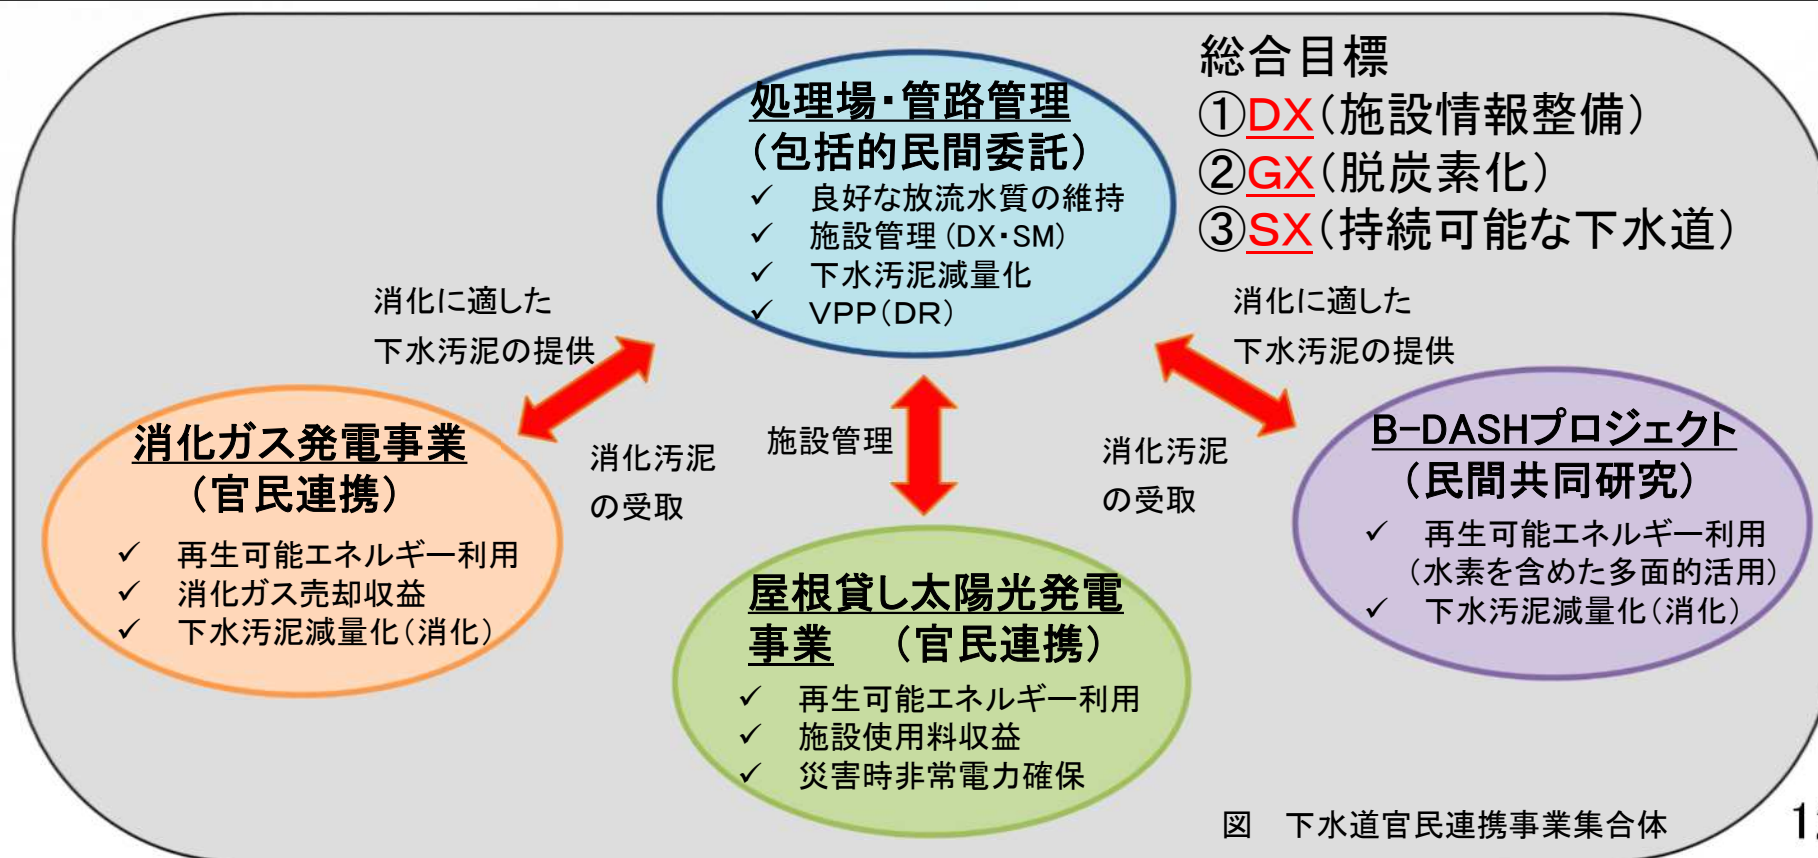 総合目標
①DX(施設情報整備)
②GX(脱炭素化)
③SX(持続可能な下水道)
処理場・管路管理
(包括的民間委託)
✓ 良好な放流水質の維持
✓ 施設管理(DX・SM)
✓ 下水汚泥減量化
✓ VPP(DR)
消化に適した
下水汚泥の提供
消化に適した
下水汚泥の提供
消化汚泥
の受取
施設管理
消化汚泥
の受取
消化ガス発電事業
(官民連携)
✓ 再生可能エネルギー利用
✓ 消化ガス売却収益
✓ 下水汚泥減量化(消化)
屋根貸し太陽光発電
事業 (官民連携)
✓ 再生可能エネルギー利用
✓ 施設使用料収益
✓ 災害時非常電力確保
B-DASHプロジェクト
(民間共同研究)
✓ 再生可能エネルギー利用
(水素を含めた多面的活用)
✓ 下水汚泥減量化(消化)
図 下水道官民連携事業集合体